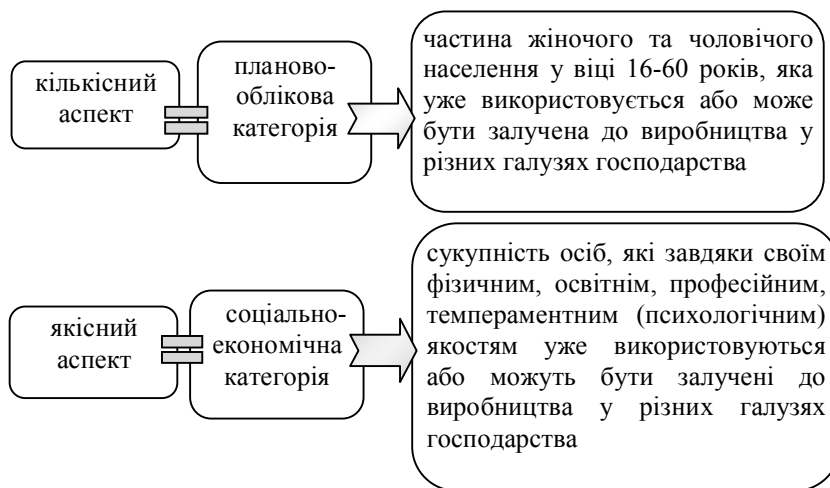 кількісний
аспект
планово-
облікова
категорія
частина жіночого та чоловічого
населення у віці 16-60 років, яка
уже використовується або може
бути залучена до виробництва у
різних галузях господарства
якісний
аспект
соціально-
економічна
категорія
сукупність осіб, які завдяки своїм
фізичним, освітнім, професійним,
темпераментним (психологічним)
якостям уже використовуються
або можуть бути залучені до
виробництва у різних галузях
господарства